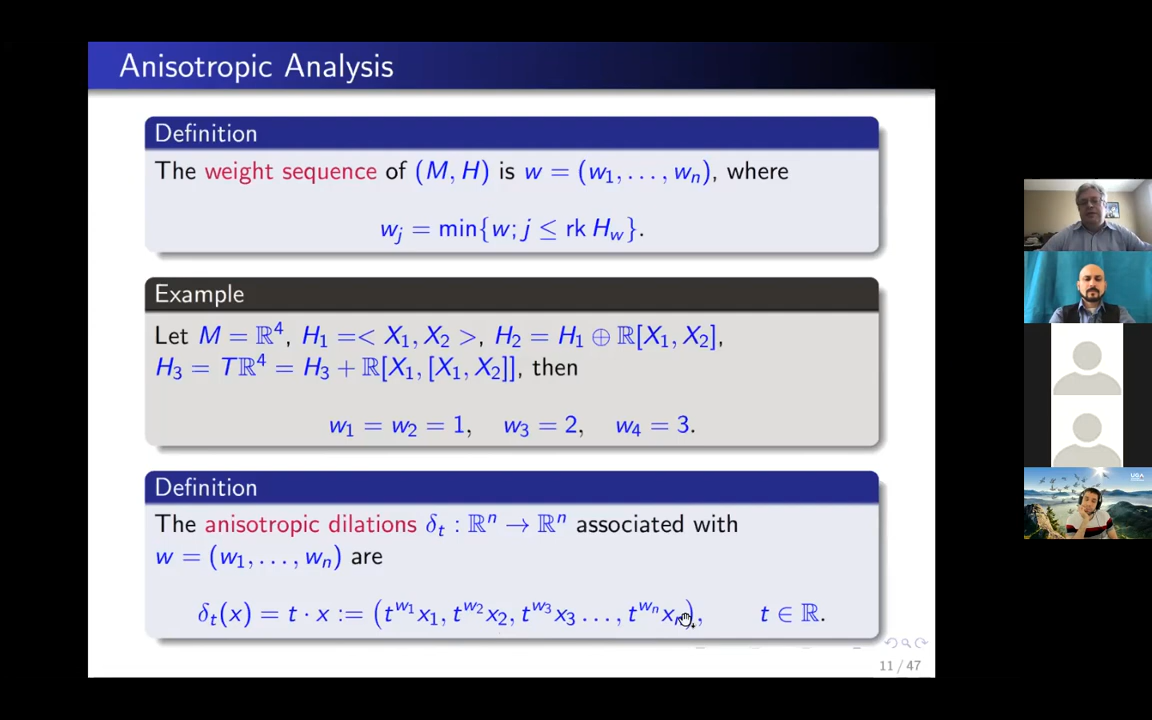 Anisotropic Analysis
Definition
The weight sequence of (M, H) is w = (w₁, . . . , wₙ), where
wⱼ = min{w; j ≤ rk H_w}.
Example
Let M = ℝ⁴, H₁ =< X₁, X₂ >, H₂ = H₁ ⊕ ℝ[X₁, X₂],
H₃ = Tℝ⁴ = H₃ + ℝ[X₁, [X₁, X₂]], then
w₁ = w₂ = 1, w₃ = 2, w₄ = 3.
Definition
The anisotropic dilations δₜ : ℝⁿ → ℝⁿ associated with
w = (w₁, . . . , wₙ) are
δₜ(x) = t · x := (t^{w₁}x₁, t^{w₂}x₂, t^{w₃}x₃ . . . , t^{wₙ}xₙ), t ∈ ℝ.
11 / 47
UGA